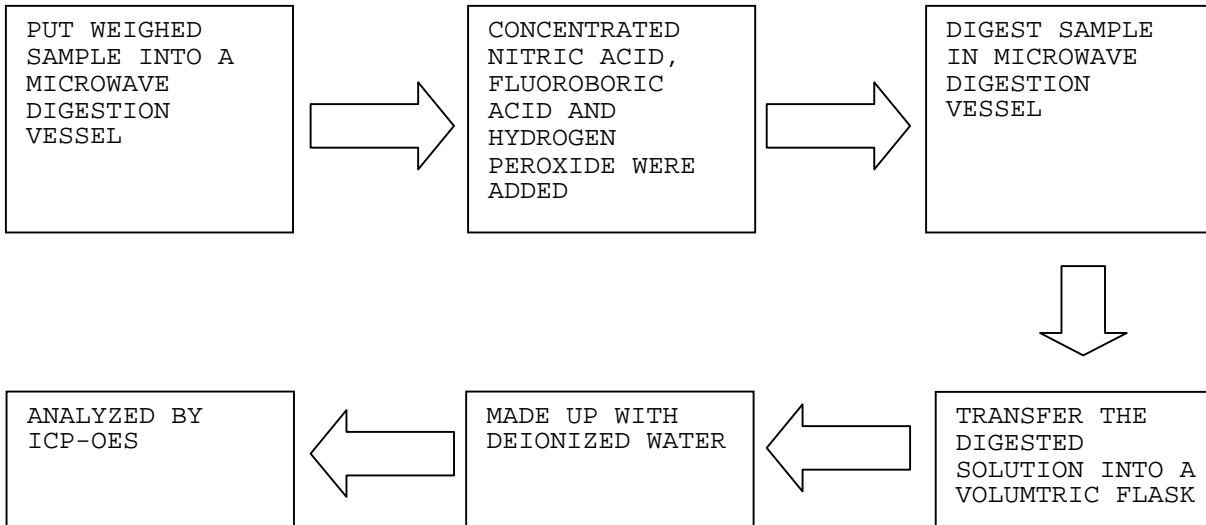 PUT WEIGHED
SAMPLE INTO A
MICROWAVE
DIGESTION
VESSEL
CONCENTRATED
NITRIC ACID,
FLUOROBORIC
ACID AND
HYDROGEN
PEROXIDE WERE
ADDED
DIGEST SAMPLE
IN MICROWAVE
DIGESTION
VESSEL
TRANSFER THE
DIGESTED
SOLUTION INTO A
VOLUMTRIC FLASK
MADE UP WITH
DEIONIZED WATER
ANALYZED BY
ICP-OES